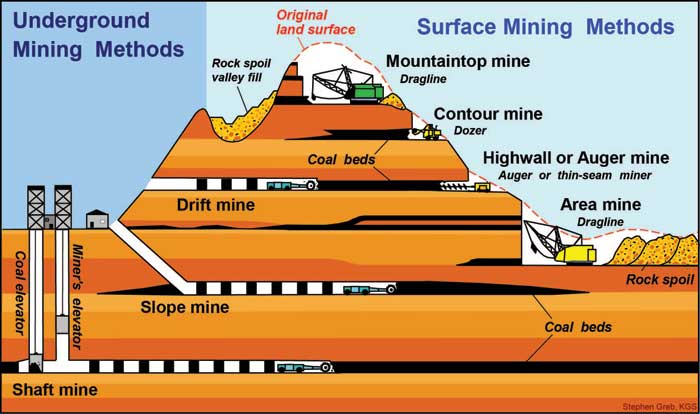 Underground
Mining Methods
Original
land surface
Surface Mining Methods
Rock spoil
valley fill
Mountaintop mine
Dragline
Contour mine
Dozer
Coal beds
Highwall or Auger mine
Auger or thin-seam miner
Drift mine
Area mine
Dragline
Coal elevator
Miner's elevator
Rock spoil
Slope mine
Coal beds
Shaft mine
Stephen Greb, KGS